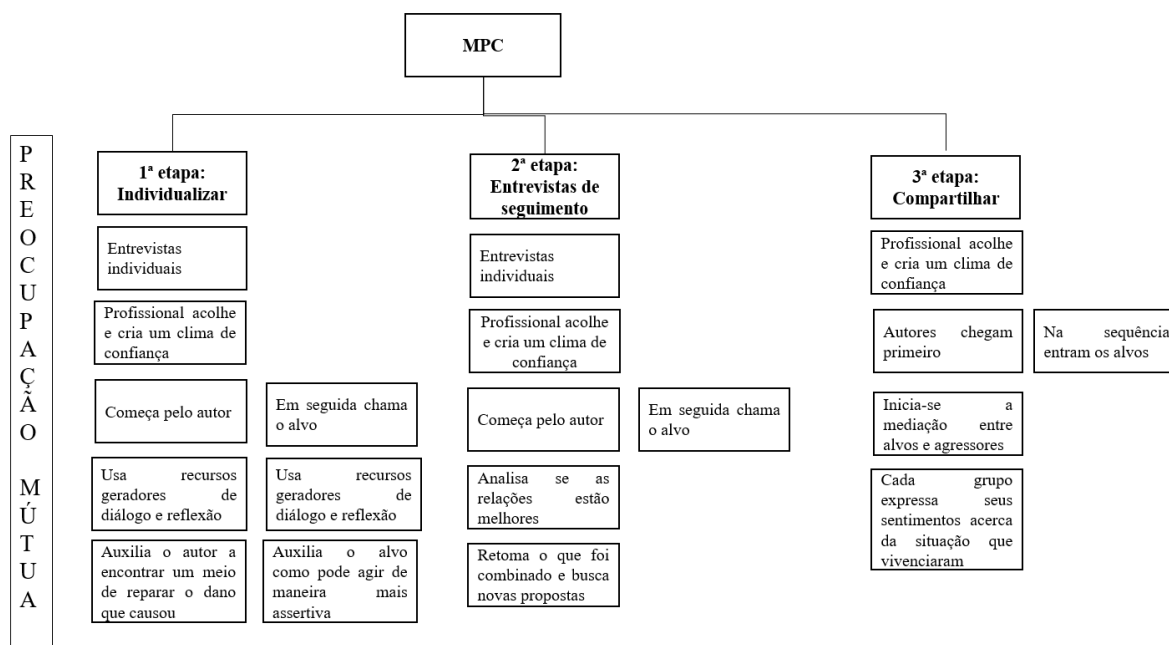 MPC
PREOCUPAÇÃO MÚTUA
1ª etapa:
Individualizar
Entrevistas
individuais
Profissional acolhe
e cria um clima de
confiança
Começa pelo autor
Em seguida chama
o alvo
Usa recursos
geradores de
diálogo e reflexão
Usa recursos
geradores de
diálogo e reflexão
Auxilia o autor a
encontrar um meio
de reparar o dano
que causou
Auxilia o alvo
como pode agir de
maneira mais
assertiva
2ª etapa:
Entrevistas de
seguimento
Entrevistas
individuais
Profissional acolhe
e cria um clima de
confiança
Começa pelo autor
Em seguida chama
o alvo
Analisa se as
relações estão
melhores
Retoma o que foi
combinado e busca
novas propostas
3ª etapa:
Compartilhar
Profissional acolhe
e cria um clima de
confiança
Autores chegam
primeiro
Na sequência
entram os alvos
Inicia-se a
mediação entre
alvos e agressores
Cada grupo
expressa seus
sentimentos acerca
da situação que
vivenciaram